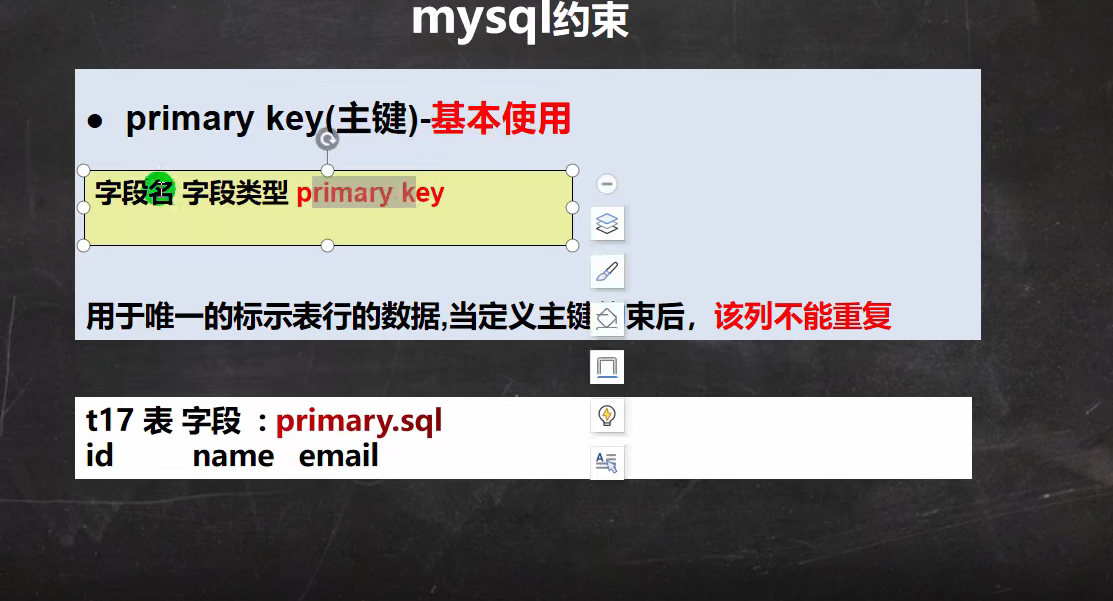 mysql约束
● primary key(主键)-基本使用
字段名 字段类型 primary key
用于唯一的标示表行的数据,当定义主键 束后，该列不能重复
t17 表 字段 : primary.sql
id name email